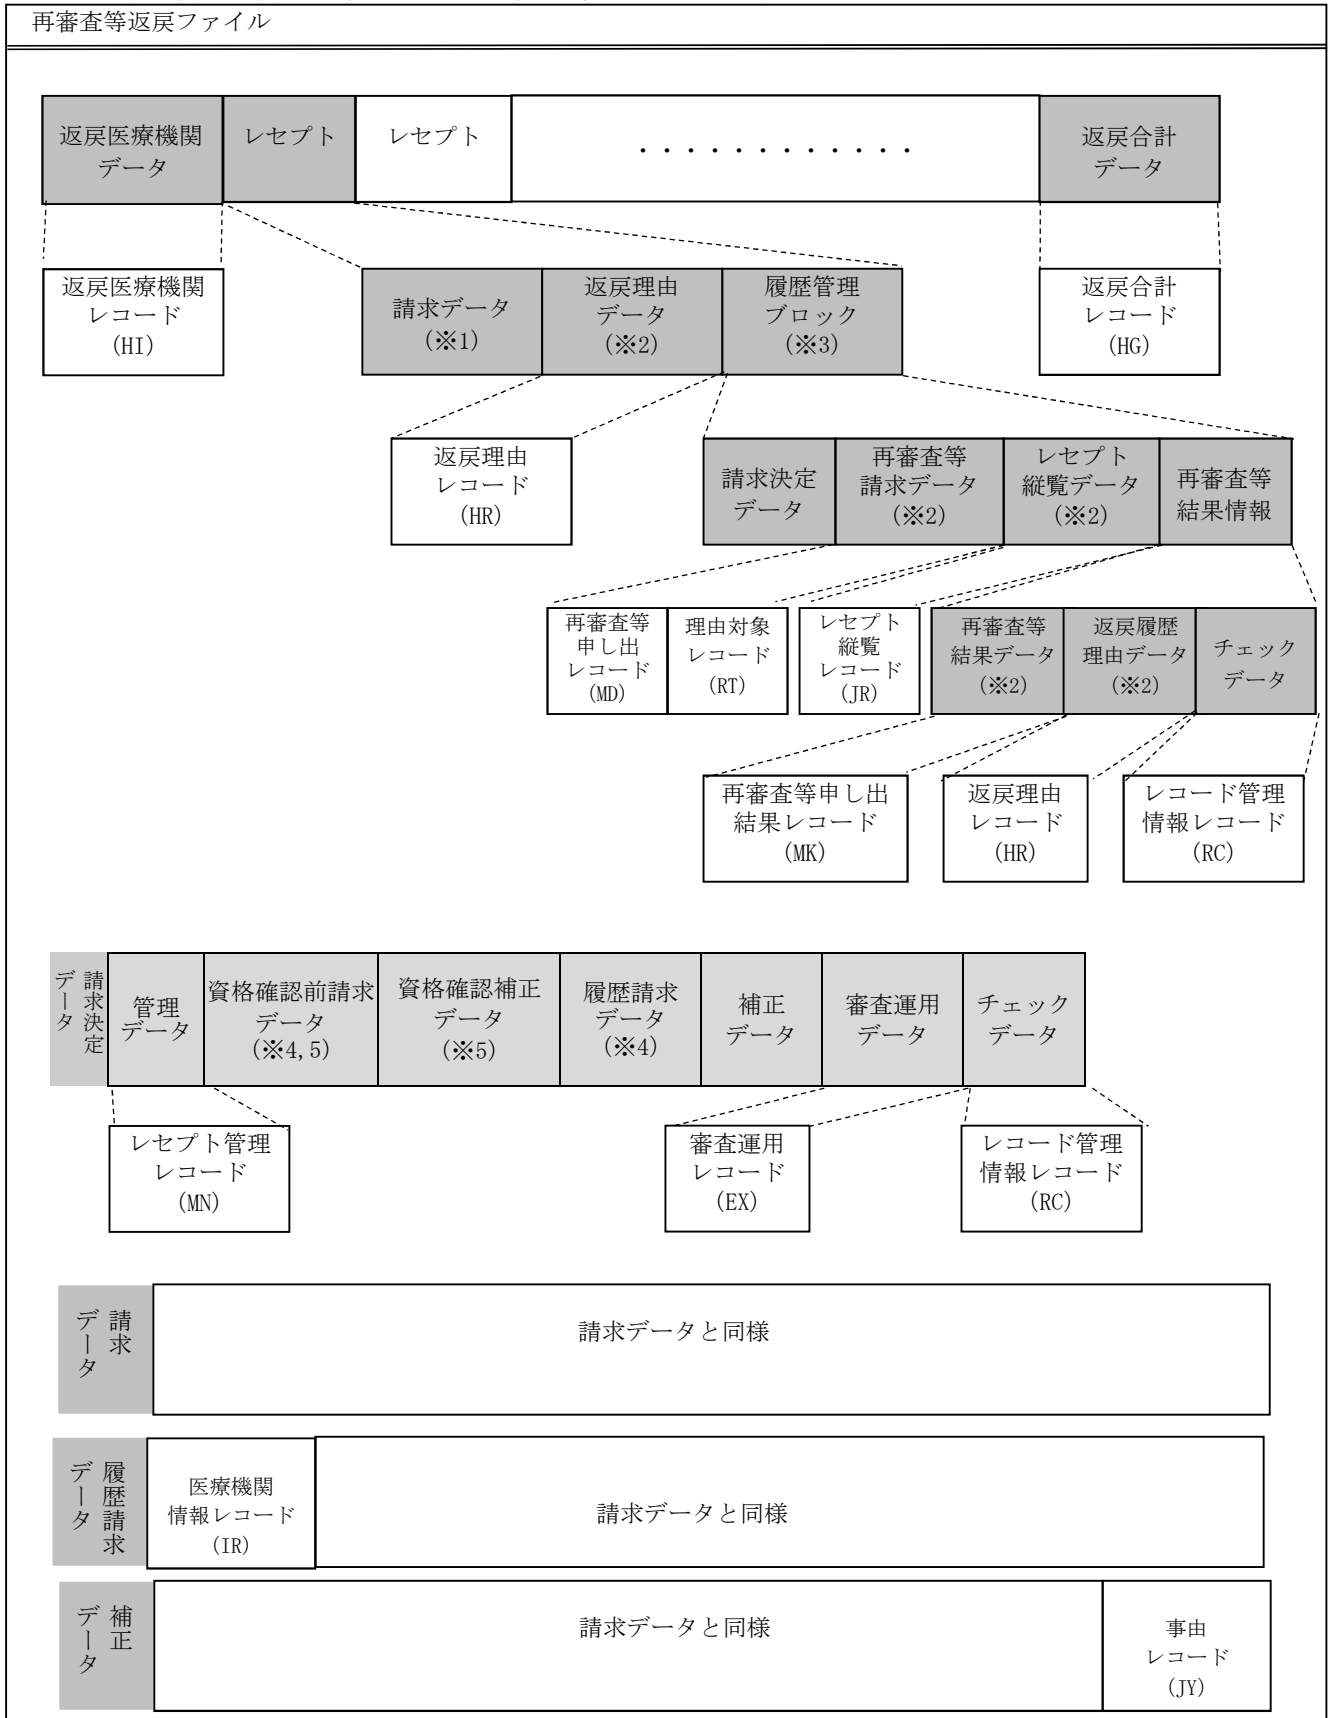 再審査等返戻ファイル
返戻医療機関
データ
レセプト
レセプト
・・・・・・・・・・・・
返戻合計
データ
返戻医療機関
レコード
(HI)
請求データ
(※1)
返戻理由
データ
(※2)
履歴管理
ブロック
(※3)
返戻合計
レコード
(HG)
返戻理由
レコード
(HR)
請求決定
データ
再審査等
請求データ
(※2)
レセプト
縦覧データ
(※2)
再審査等
結果情報
再審査等
申し出
レコード
(MD)
理由対象
レコード
(RT)
レセプト
縦覧
レコード
(JR)
再審査等
結果データ
(※2)
返戻履歴
理由データ
(※2)
チェック
データ
再審査等申し出
結果レコード
(MK)
返戻理由
レコード
(HR)
レコード管理
情報レコード
(RC)
請求決定
データ
管理
データ
資格確認前請求
データ
(※4,5)
資格確認補正
データ
(※5)
履歴請求
データ
(※4)
補正
データ
審査運用
データ
チェック
データ
レセプト管理
レコード
(MN)
審査運用
レコード
(EX)
レコード管理
情報レコード
(RC)
請求
データ
請求データと同様
履歴請求
データ
医療機関
情報レコード
(IR)
請求データと同様
補正
データ
請求データと同様
事由
レコード
(JY)